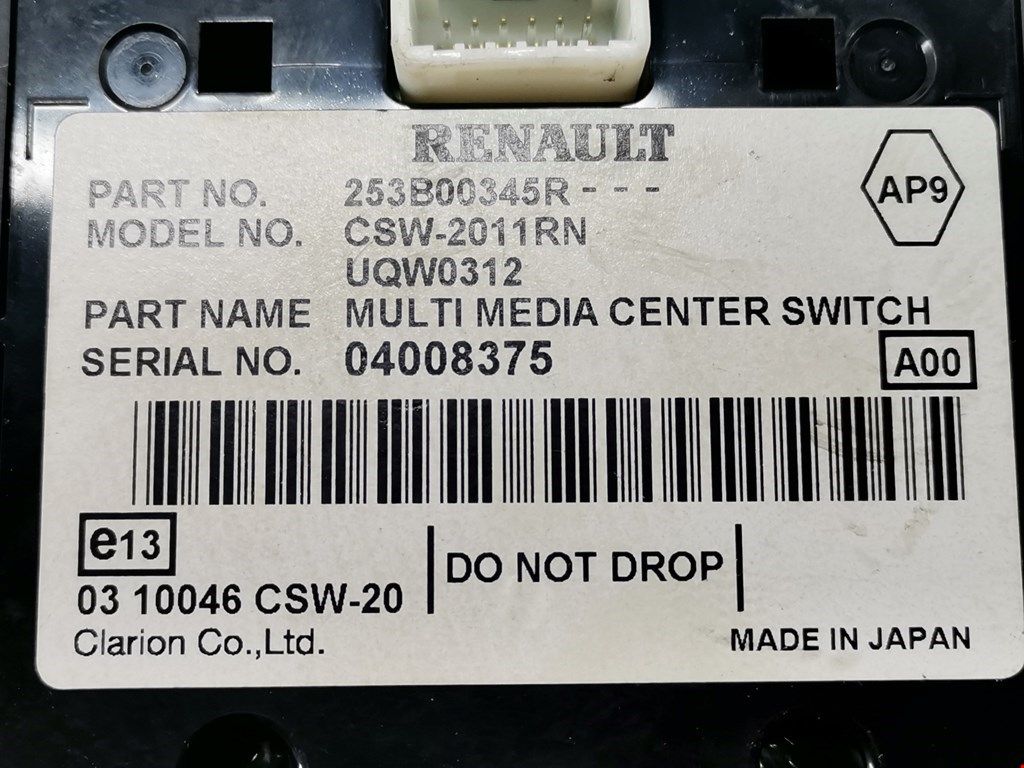 RENAULT
PART NO. 253B00345R - - -
AP9
MODEL NO. CSW-2011RN
UQW0312
PART NAME MULTI MEDIA CENTER SWITCH
SERIAL NO. 04008375
A00
e13
DO NOT DROP
03 10046 CSW-20
Clarion Co.,Ltd.
MADE IN JAPAN